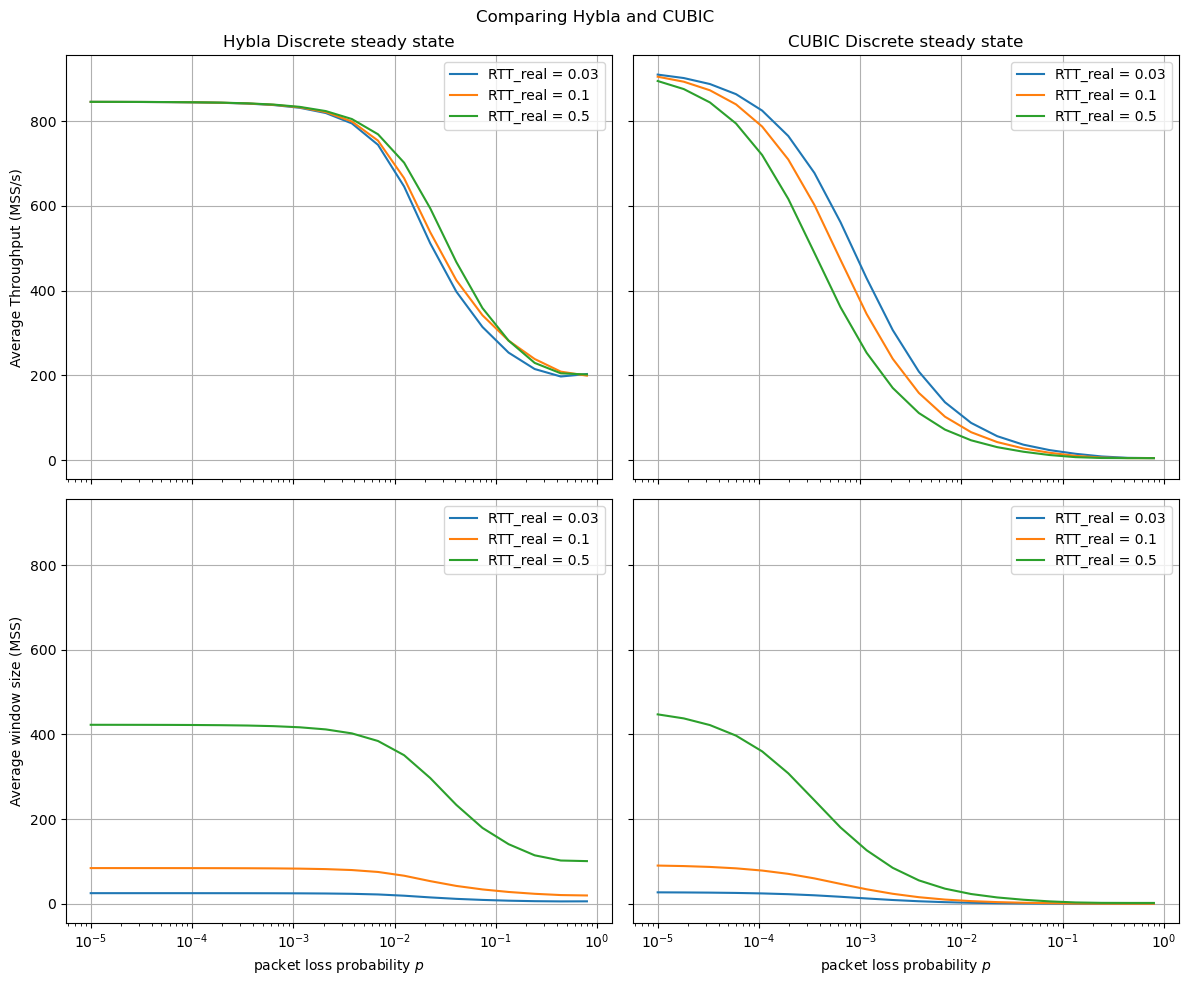 Comparing Hybla and CUBIC
Hybla Discrete steady state
CUBIC Discrete steady state
RTT_real = 0.03
RTT_real = 0.1
RTT_real = 0.5
RTT_real = 0.03
RTT_real = 0.1
RTT_real = 0.5
Average Throughput (MSS/s)
800
600
400
200
0
RTT_real = 0.03
RTT_real = 0.1
RTT_real = 0.5
RTT_real = 0.03
RTT_real = 0.1
RTT_real = 0.5
Average window size (MSS)
800
600
400
200
0
10⁻⁵ 10⁻⁴ 10⁻³ 10⁻² 10⁻¹ 10⁰
10⁻⁵ 10⁻⁴ 10⁻³ 10⁻² 10⁻¹ 10⁰
packet loss probability p
packet loss probability p